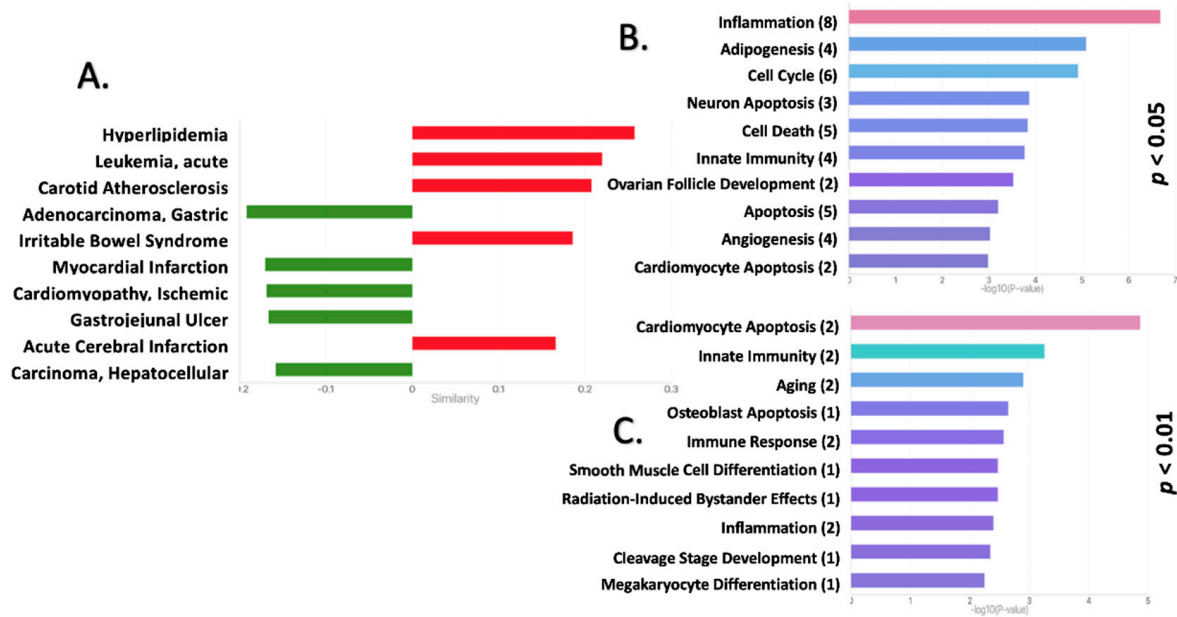 A.
Hyperlipidemia
Leukemia, acute
Carotid Atherosclerosis
Adenocarcinoma, Gastric
Irritable Bowel Syndrome
Myocardial Infarction
Cardiomyopathy, Ischemic
Gastrojejunal Ulcer
Acute Cerebral Infarction
Carcinoma, Hepatocellular
0.2 -0.1 0 0.1 0.2 0.3
Similarity
B.
Inflammation (8)
Adipogenesis (4)
Cell Cycle (6)
Neuron Apoptosis (3)
Cell Death (5)
Innate Immunity (4)
Ovarian Follicle Development (2)
Apoptosis (5)
Angiogenesis (4)
Cardiomyocyte Apoptosis (2)
0 1 2 3 4 5 6 7
-log10(P-value)
p < 0.05
C.
Cardiomyocyte Apoptosis (2)
Innate Immunity (2)
Aging (2)
Osteoblast Apoptosis (1)
Immune Response (2)
Smooth Muscle Cell Differentiation (1)
Radiation-Induced Bystander Effects (1)
Inflammation (2)
Cleavage Stage Development (1)
Megakaryocyte Differentiation (1)
0 1 2 3 4 5
-log10(P-value)
p < 0.01